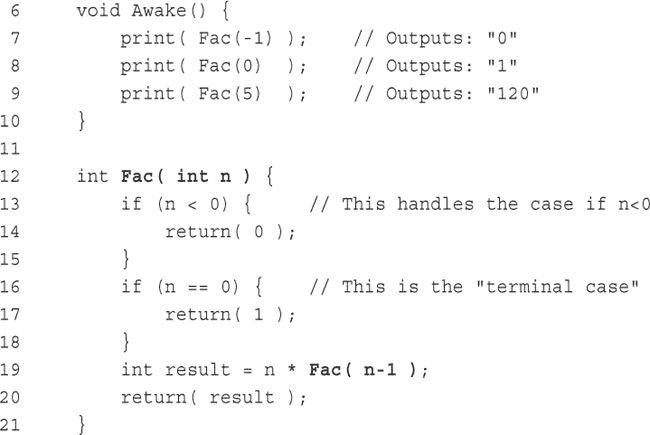 6 void Awake() {
7 print( Fac(-1) ); // Outputs: "0"
8 print( Fac(0) ); // Outputs: "1"
9 print( Fac(5) ); // Outputs: "120"
10 }
11
12 int Fac( int n ) {
13 if (n < 0) { // This handles the case if n<0
14 return( 0 );
15 }
16 if (n == 0) { // This is the "terminal case"
17 return( 1 );
18 }
19 int result = n * Fac( n-1 );
20 return( result );
21 }